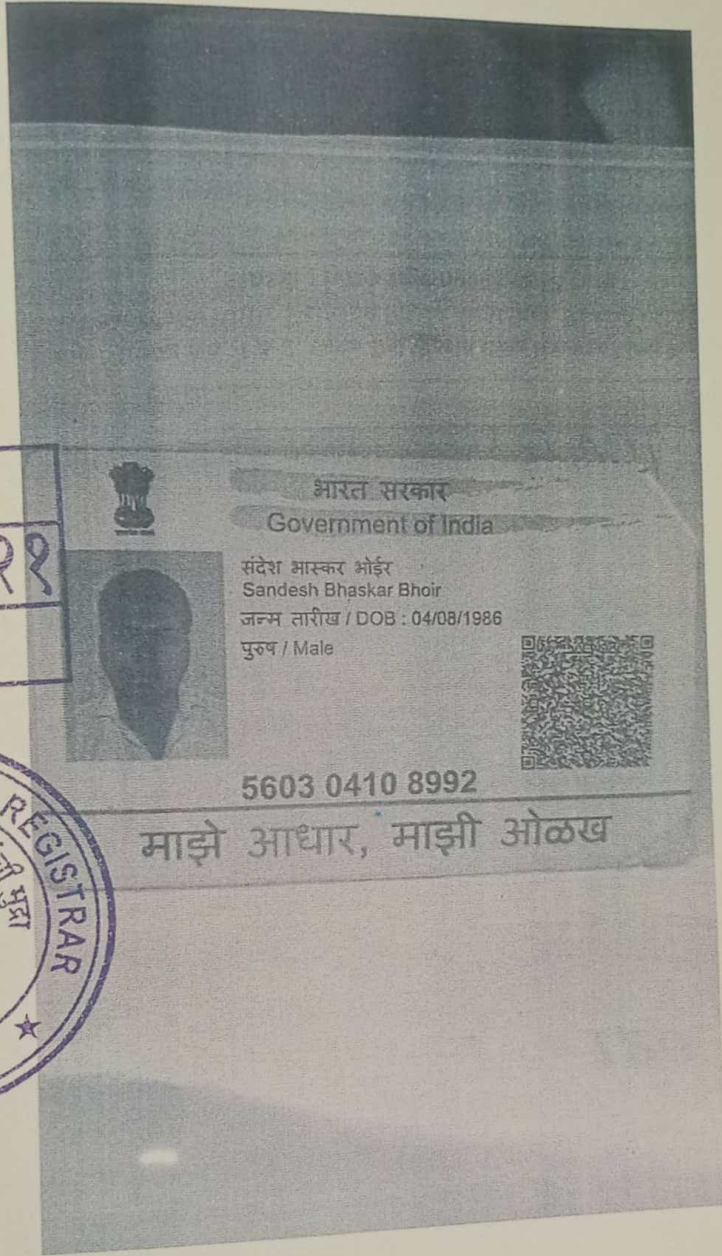 भारत सरकार
Government of India
संदेश भास्कर भोईर
Sandesh Bhaskar Bhoir
जन्म तारीख / DOB : 04/08/1986
पुरुष / Male
5603 0410 8992
माझे आधार, माझी ओळख
REGISTRAR
मुद्रा